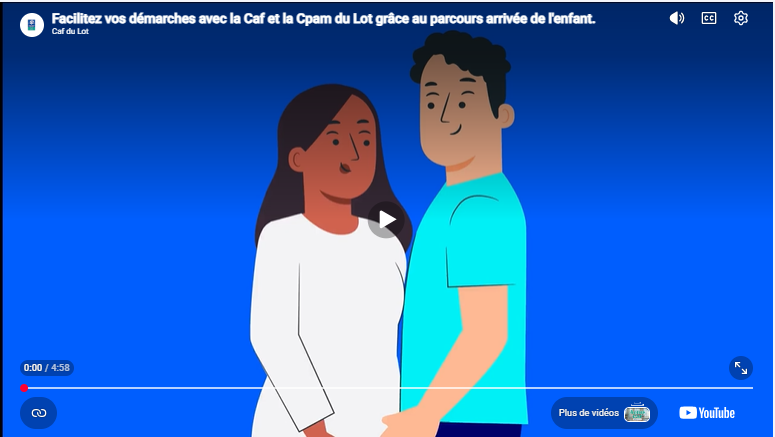 Facilitez vos démarches avec la Caf et la Cpam du Lot grâce au parcours arrivée de l'enfant.
Caf du Lot
CC
0:00 / 4:58
Plus de vidéos
YouTube